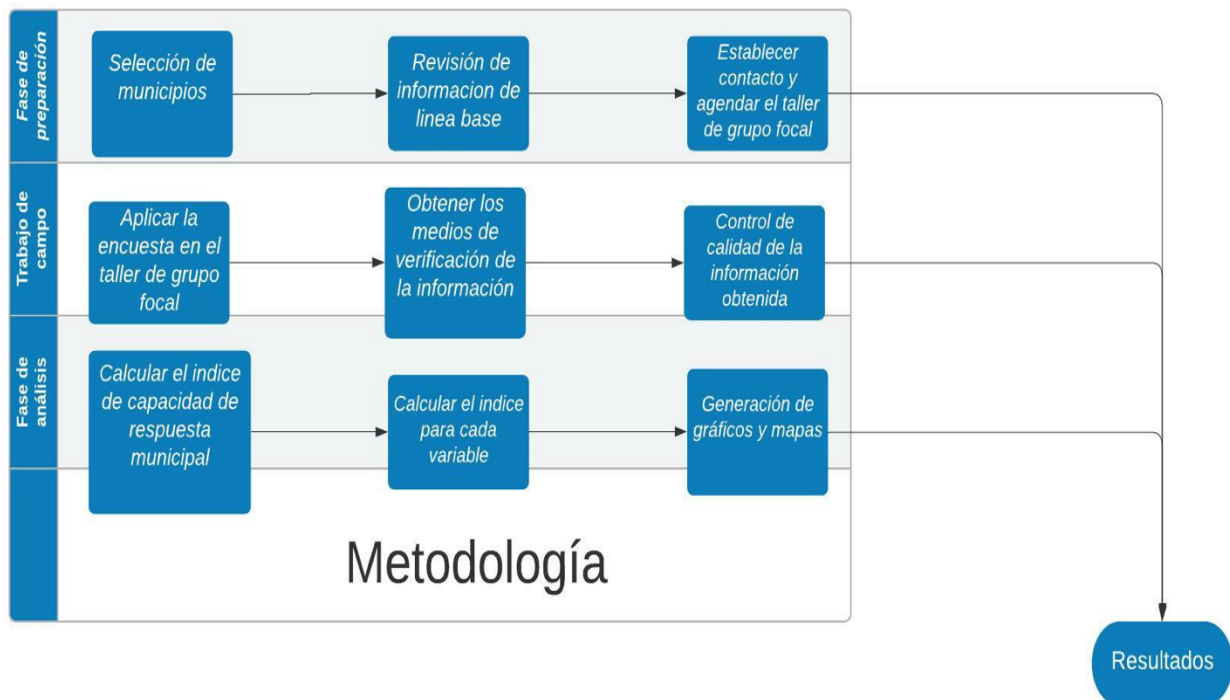 Fase de
preparación
Selección de
municipios
Revisión de
informacion de
linea base
Establecer
contacto y
agendar el taller
de grupo focal
Trabajo de
campo
Aplicar la
encuesta en el
taller de grupo
focal
Obtener los
medios de
verificación de
la información
Control de
calidad de la
información
obtenida
Fase de
análisis
Calcular el indice
de capacidad de
respuesta
municipal
Calcular el indice
para cada
variable
Generación de
gráficos y mapas
Metodología
Resultados